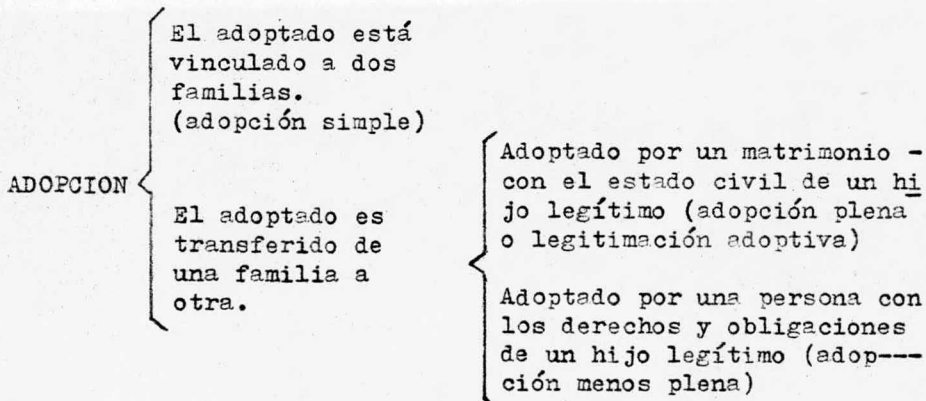 El adoptado está
vinculado a dos
familias.
(adopción simple)
ADOPCION
El adoptado es
transferido de
una familia a
otra.
Adoptado por un matrimonio -
con el estado civil de un hi
jo legítimo (adopción plena
o legitimación adoptiva)
Adoptado por una persona con
los derechos y obligaciones
de un hijo legítimo (adop---
ción menos plena)